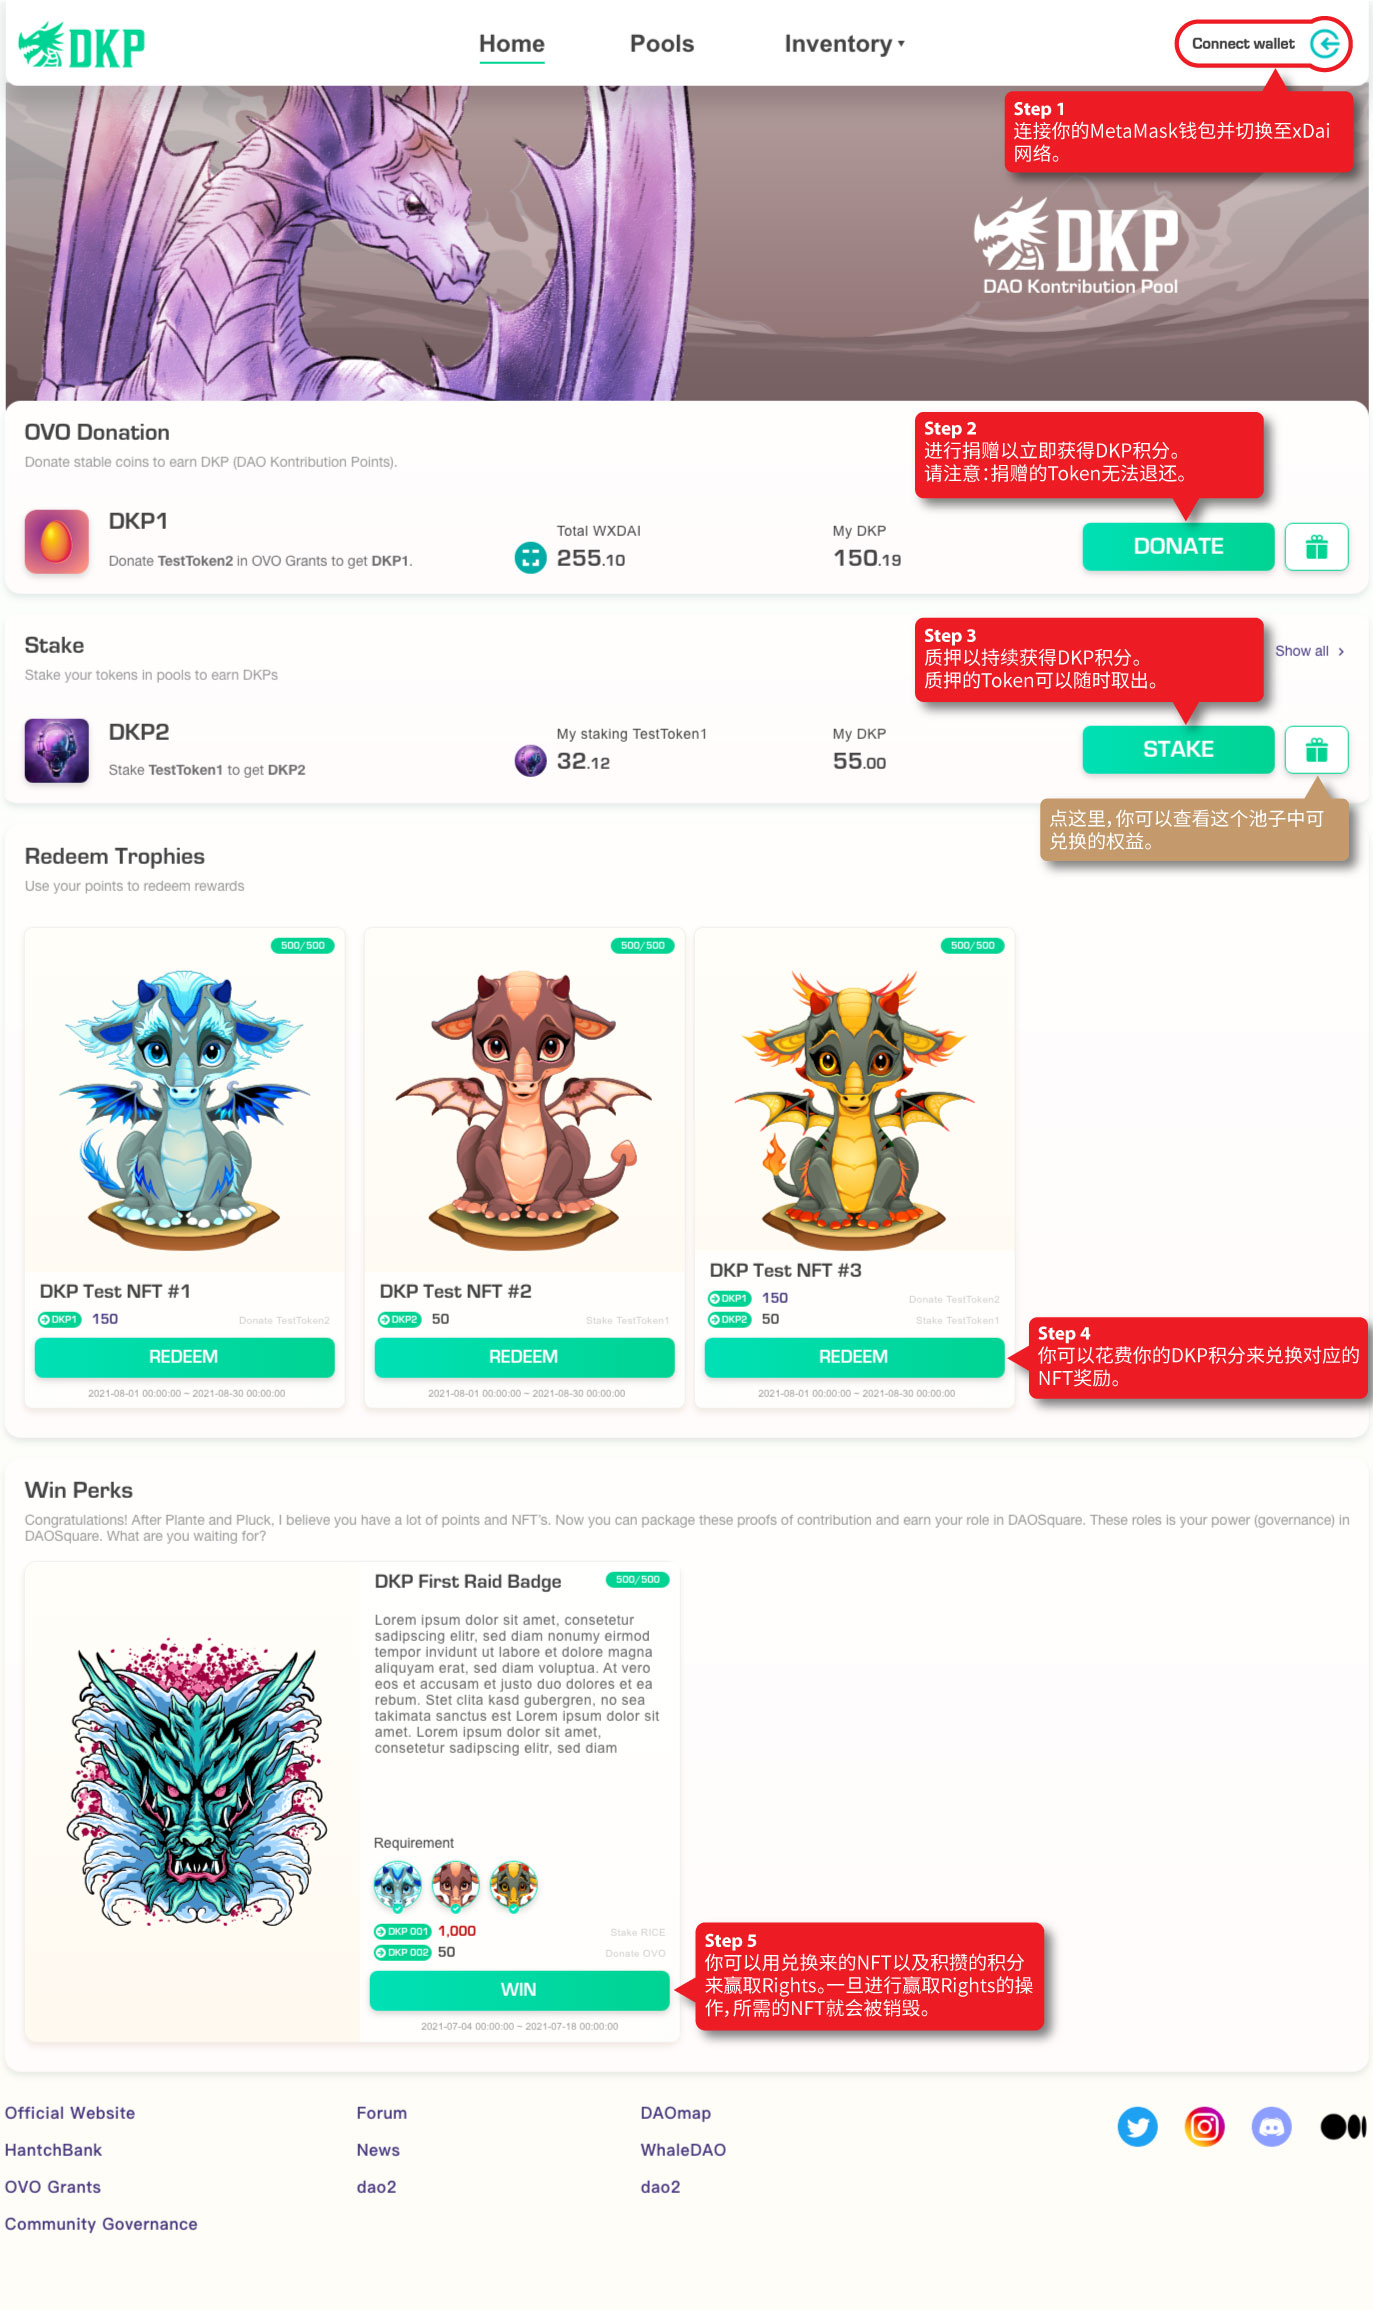 DKP
Home
Pools
Inventory
Connect wallet
Step 1
连接你的MetaMask钱包并切换至xDai
网络。
DKP
DAO Kontribution Pool
OVO Donation
Donate stable coins to earn DKP (DAO Kontribution Points).
Step 2
进行捐赠以立即获得DKP积分。
请注意：捐赠的Token无法退还。
DKP1
Donate TestToken2 in OVO Grants to get DKP1.
Total WXDAI
255.10
My DKP
150.19
DONATE
Stake
Stake your tokens in pools to earn DKPs
Step 3
质押以持续获得DKP积分。
质押的Token可以随时取出。
Show all >
DKP2
Stake TestToken1 to get DKP2
My staking TestToken1
32.12
My DKP
55.00
STAKE
点这里，你可以查看这个池子中可
兑换的权益。
Redeem Trophies
Use your points to redeem rewards
500/500
DKP Test NFT #1
DKP1 150 Donate TestToken2
REDEEM
2021-08-01 00:00:00 ~ 2021-08-30 00:00:00
500/500
DKP Test NFT #2
DKP2 50 Stake TestToken1
REDEEM
2021-08-01 00:00:00 ~ 2021-08-30 00:00:00
500/500
DKP Test NFT #3
DKP1 150 Donate TestToken2
DKP2 50 Stake TestToken1
REDEEM
2021-08-01 00:00:00 ~ 2021-08-30 00:00:00
Step 4
你可以花费你的DKP积分来兑换对应的
NFT奖励。
Win Perks
Congratulations! After Plante and Pluck, I believe you have a lot of points and NFT's. Now you can package these proofs of contribution and earn your role in DAOSquare. These roles is your power (governance) in
DAOSquare. What are you waiting for?
DKP First Raid Badge
500/500
Lorem ipsum dolor sit amet, consetetur
sadipscing elitr, sed diam nonumy eirmod
tempor invidunt ut labore et dolore magna
aliquyam erat, sed diam voluptua. At vero
eos et accusam et justo duo dolores et ea
rebum. Stet clita kasd gubergren, no sea
takimata sanctus est Lorem ipsum dolor sit
amet. Lorem ipsum dolor sit amet,
consetetur sadipscing elitr, sed diam
Requirement
DKP 001 1,000 Stake RICE
DKP 002 50 Donate OVO
WIN
2021-07-04 00:00:00 ~ 2021-07-18 00:00:00
Step 5
你可以用兑换来的NFT以及积攒的积分
来赢取Rights。一旦进行赢取Rights的操
作，所需的NFT就会被销毁。
Official Website
HantchBank
OVO Grants
Community Governance
Forum
News
dao2
DAOmap
WhaleDAO
dao2